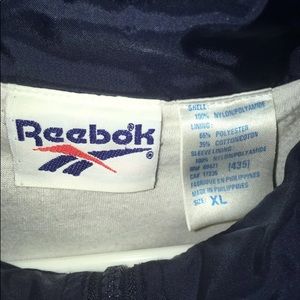 Reebok
SHELL:
100% NYLON/POLYAMIDE
LINING:
65% POLYESTER
35% COTTON/COTON
SLEEVE LINING:
100% NYLON/POLYAMIDE
(435)
FABRIQUE EN PHILIPPINES
MADE IN PHILIPPINES
SIZE: XL